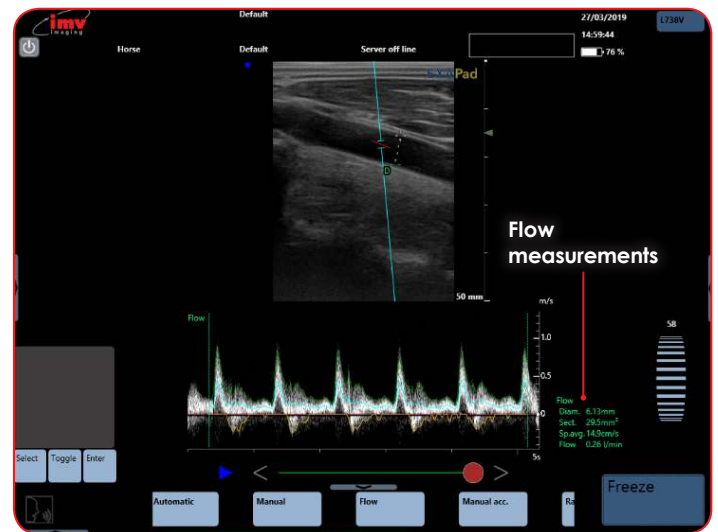 imv
imaging
Default
27/03/2019
L738V
14:59:44
Horse
Default
Server off line
76 %
Pad
D
Flow
measurements
50 mm
m/s
Flow
1.0
0.5
0
5s
58
Flow
Diam. 6.13mm
Sect. 29.5mm²
Sp.avg. 14.9cm/s
Flow 0.26 l/min
Select
Toggle
Enter
< >
Automatic
Manual
Flow
Manual acc.
Ra
Freeze